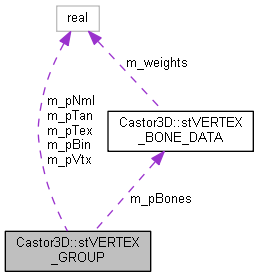 real
m_weights
m_pNml
m_pTan
m_pTex
m_pBin
m_pVtx
Castor3D::stVERTEX
_BONE_DATA
m_pBones
Castor3D::stVERTEX
_GROUP